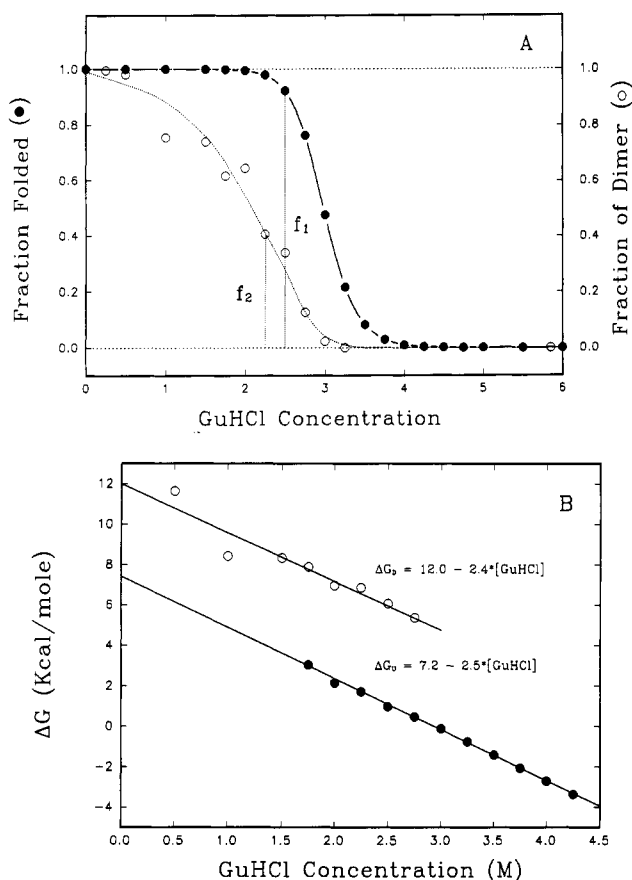 A
Fraction Folded (●)
1.0
0.8
0.6
0.4
0.2
0.0
f₁
f₂
1.0
0.8
0.6
0.4
0.2
0.0
Fraction of Dimer (○)
0 1 2 3 4 5 6
GuHCl Concentration
B
ΔG (Kcal/mole)
12
10
8
6
4
2
0
-2
-4
ΔG_D = 12.0 - 2.4*[GuHCl]
ΔG_U = 7.2 - 2.5*[GuHCl]
0.0 0.5 1.0 1.5 2.0 2.5 3.0 3.5 4.0 4.5
GuHCl Concentration (M)